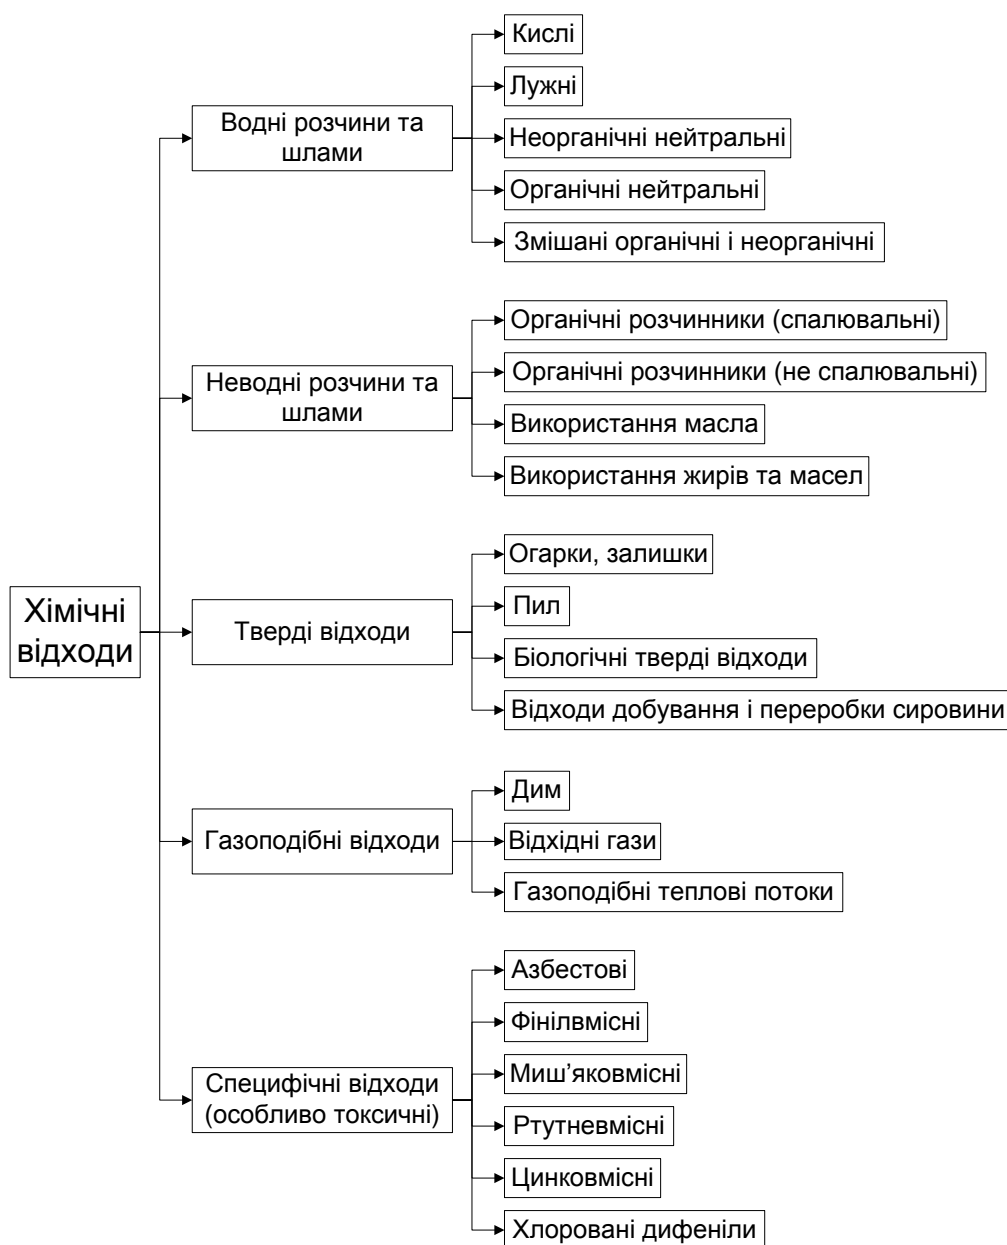 Хімічні
відходи
Водні розчини та
шлами
Кислі
Лужні
Неорганічні нейтральні
Органічні нейтральні
Змішані органічні і неорганічні
Неводні розчини та
шлами
Органічні розчинники (спалювальні)
Органічні розчинники (не спалювальні)
Використання масла
Використання жирів та масел
Тверді відходи
Огарки, залишки
Пил
Біологічні тверді відходи
Відходи добування і переробки сировини
Газоподібні відходи
Дим
Відхідні гази
Газоподібні теплові потоки
Специфічні відходи
(особливо токсичні)
Азбестові
Фінілвмісні
Миш’яковмісні
Ртутневмісні
Цинковмісні
Хлоровані дифеніли